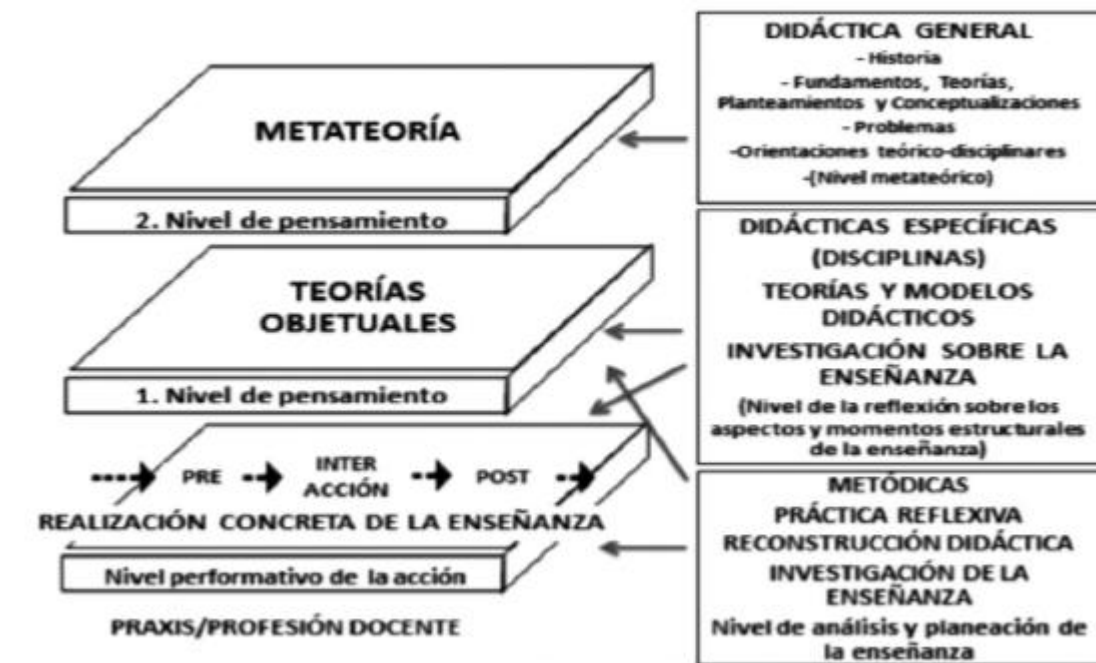 METATEORÍA
2. Nivel de pensamiento
TEORÍAS
OBJETUALES
1. Nivel de pensamiento
PRE
INTER
ACCIÓN
POST
REALIZACIÓN CONCRETA DE LA ENSEÑANZA
Nivel performativo de la acción
PRAXIS/PROFESIÓN DOCENTE
DIDÁCTICA GENERAL
- Historia
- Fundamentos, Teorías,
Planteamientos y Conceptualizaciones
- Problemas
-Orientaciones teórico-disciplinares
-(Nivel metateórico)
DIDÁCTICAS ESPECÍFICAS
(DISCIPLINAS)
TEORÍAS Y MODELOS
DIDÁCTICOS
INVESTIGACIÓN SOBRE LA
ENSEÑANZA
(Nivel de la reflexión sobre los
aspectos y momentos estructurales
de la enseñanza)
METÓDICAS
PRÁCTICA REFLEXIVA
RECONSTRUCCIÓN DIDÁCTICA
INVESTIGACIÓN DE LA
ENSEÑANZA
Nivel de análisis y planeación de
la enseñanza